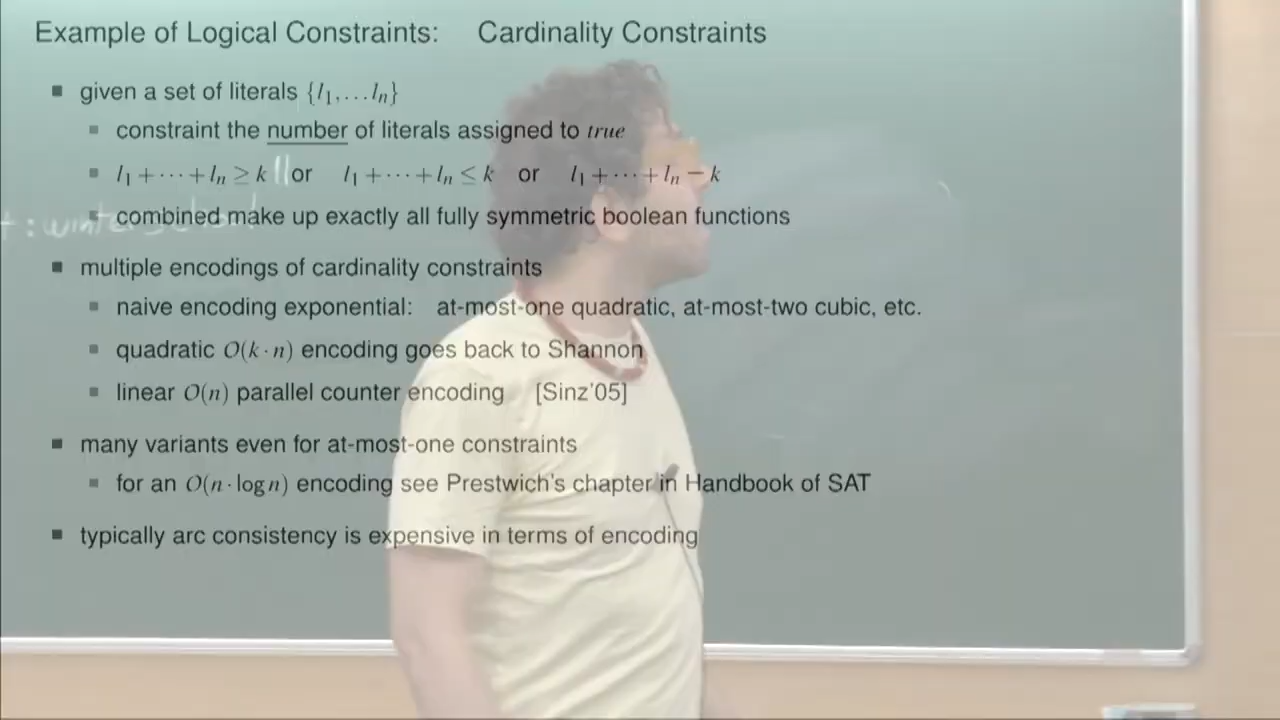 Example of Logical Constraints: Cardinality Constraints
given a set of literals {l₁,…lₙ}
constraint the number of literals assigned to true
l₁+⋯+lₙ ≥ k || or l₁+⋯+lₙ ≤ k or l₁+⋯+lₙ = k
combined make up exactly all fully symmetric boolean functions
multiple encodings of cardinality constraints
naive encoding exponential: at-most-one quadratic, at-most-two cubic, etc.
quadratic O(k·n) encoding goes back to Shannon
linear O(n) parallel counter encoding [Sinz'05]
many variants even for at-most-one constraints
for an O(n·log n) encoding see Prestwich's chapter in Handbook of SAT
typically arc consistency is expensive in terms of encoding